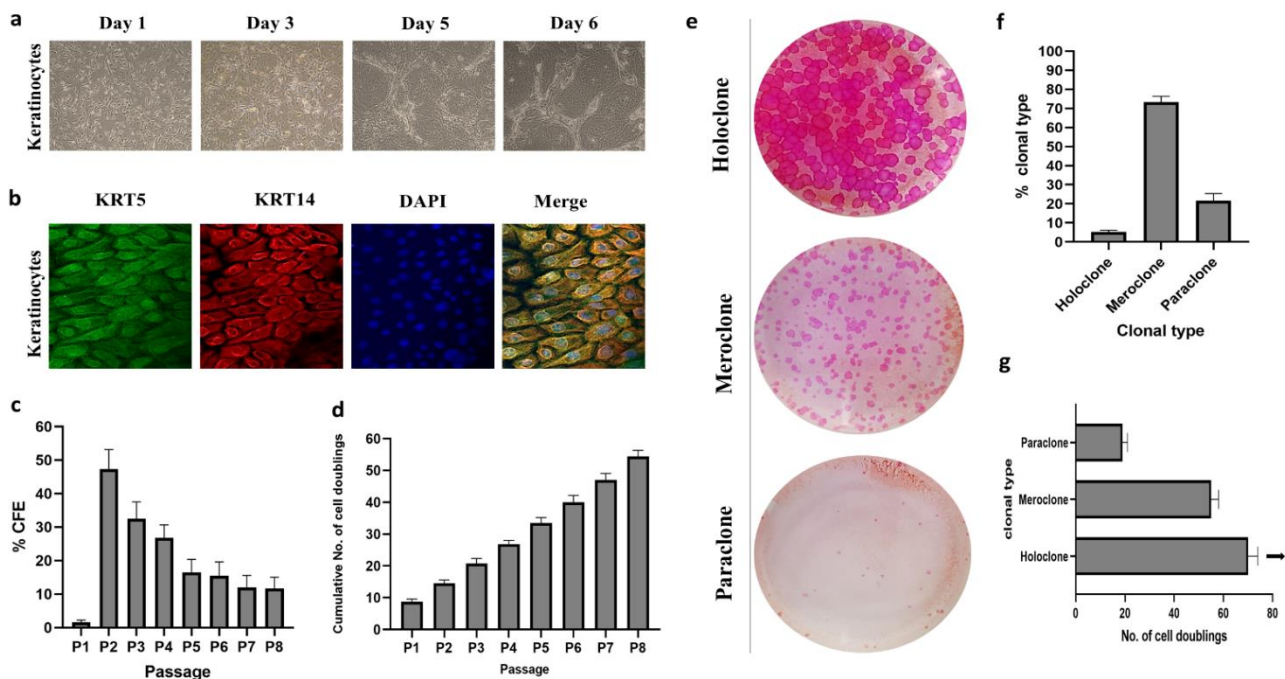 a
Day 1 Day 3 Day 5 Day 6
Keratinocytes
b
KRT5 KRT14 DAPI Merge
Keratinocytes
c
% CFE
60
50
40
30
20
10
0
P1 P2 P3 P4 P5 P6 P7 P8
Passage
d
Cumulative No. of cell doublings
60
50
40
30
20
10
0
P1 P2 P3 P4 P5 P6 P7 P8
Passage
e
Holoclone
Meroclone
Paraclone
f
% clonal type
100
90
80
70
60
50
40
30
20
10
0
Holoclone Meroclone Paraclone
Clonal type
g
clonal type
Paraclone
Meroclone
Holoclone
0 20 40 60 80
No. of cell doublings